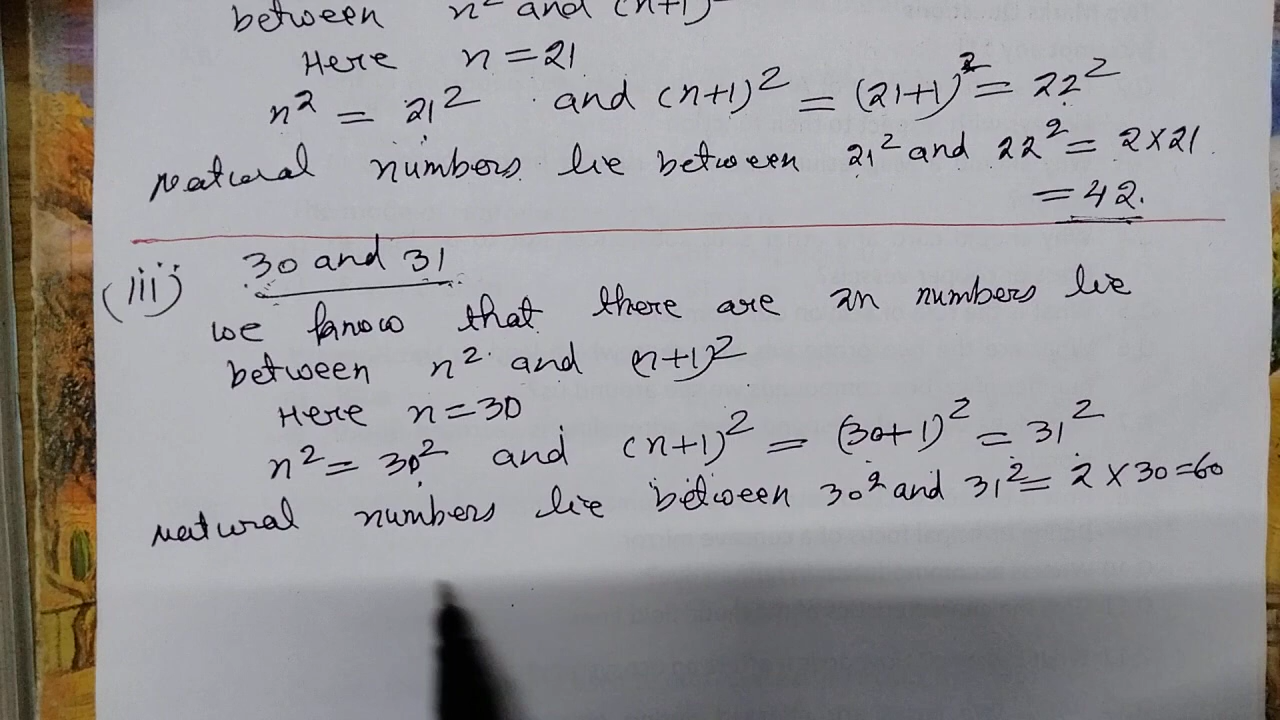 between n² and (n+1)²
Here n = 21
n² = 21² and (n+1)² = (21+1)² = 22²
Natural numbers lie between 21² and 22² = 2×21
= 42.
(iii) 30 and 31
we know that there are 2n numbers lie
between n² and (n+1)²
Here n = 30
n² = 30² and (n+1)² = (30+1)² = 31²
Natural numbers lie between 30² and 31² = 2 × 30 = 60